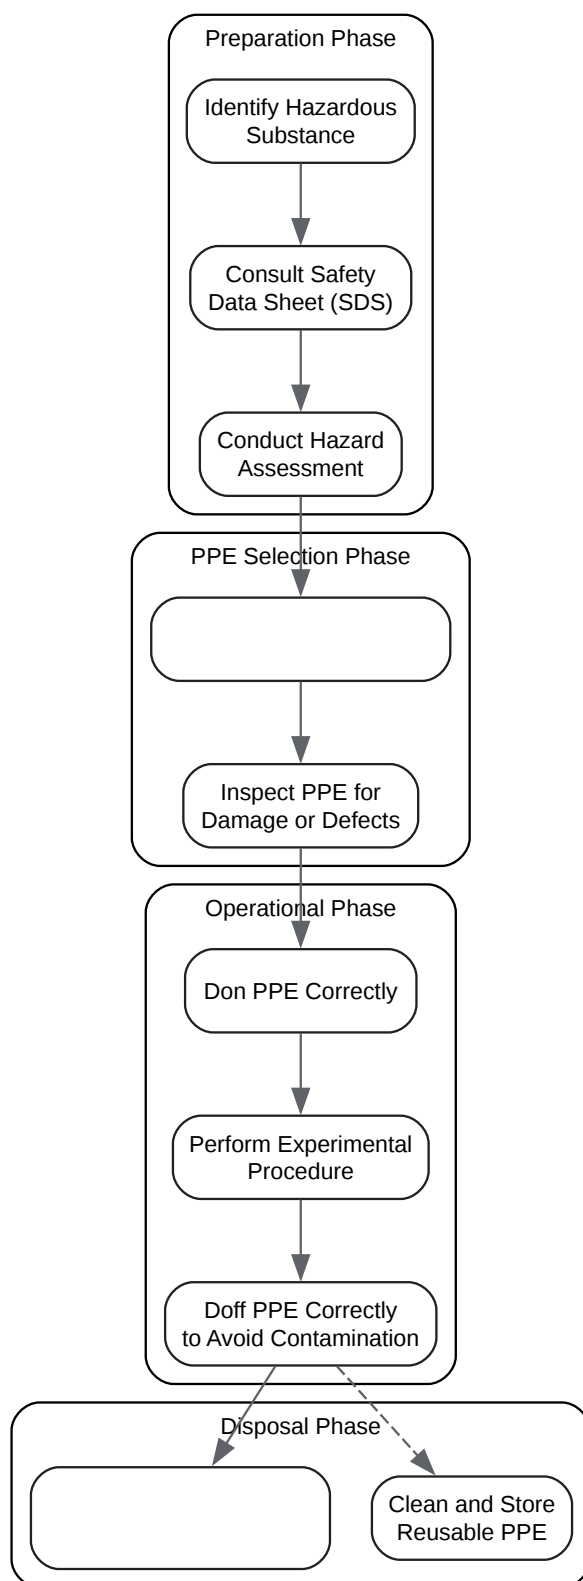 Preparation Phase
Identify Hazardous
Substance
Consult Safety
Data Sheet (SDS)
Conduct Hazard
Assessment
PPE Selection Phase
Inspect PPE for
Damage or Defects
Operational Phase
Don PPE Correctly
Perform Experimental
Procedure
Doff PPE Correctly
to Avoid Contamination
Disposal Phase
Clean and Store
Reusable PPE